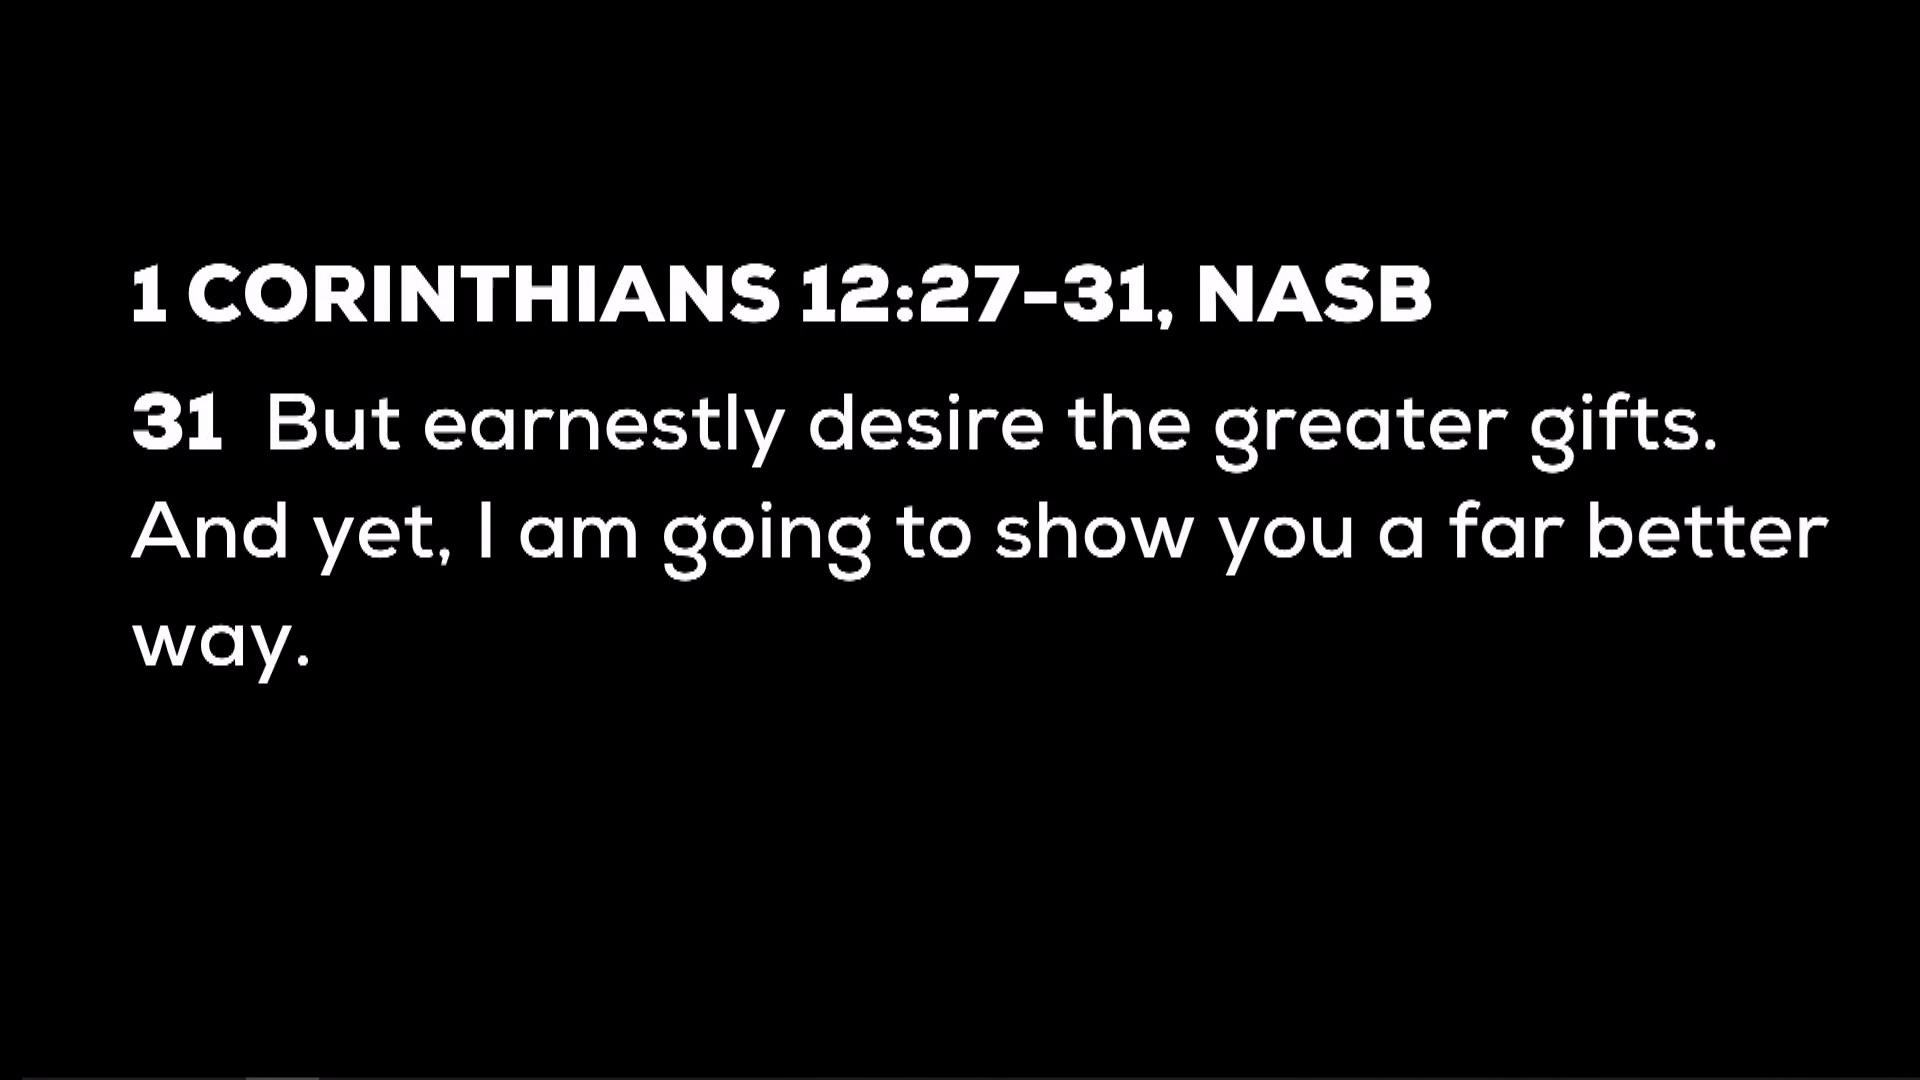 1 CORINTHIANS 12:27-31, NASB
31 But earnestly desire the greater gifts.
And yet, I am going to show you a far better
way.